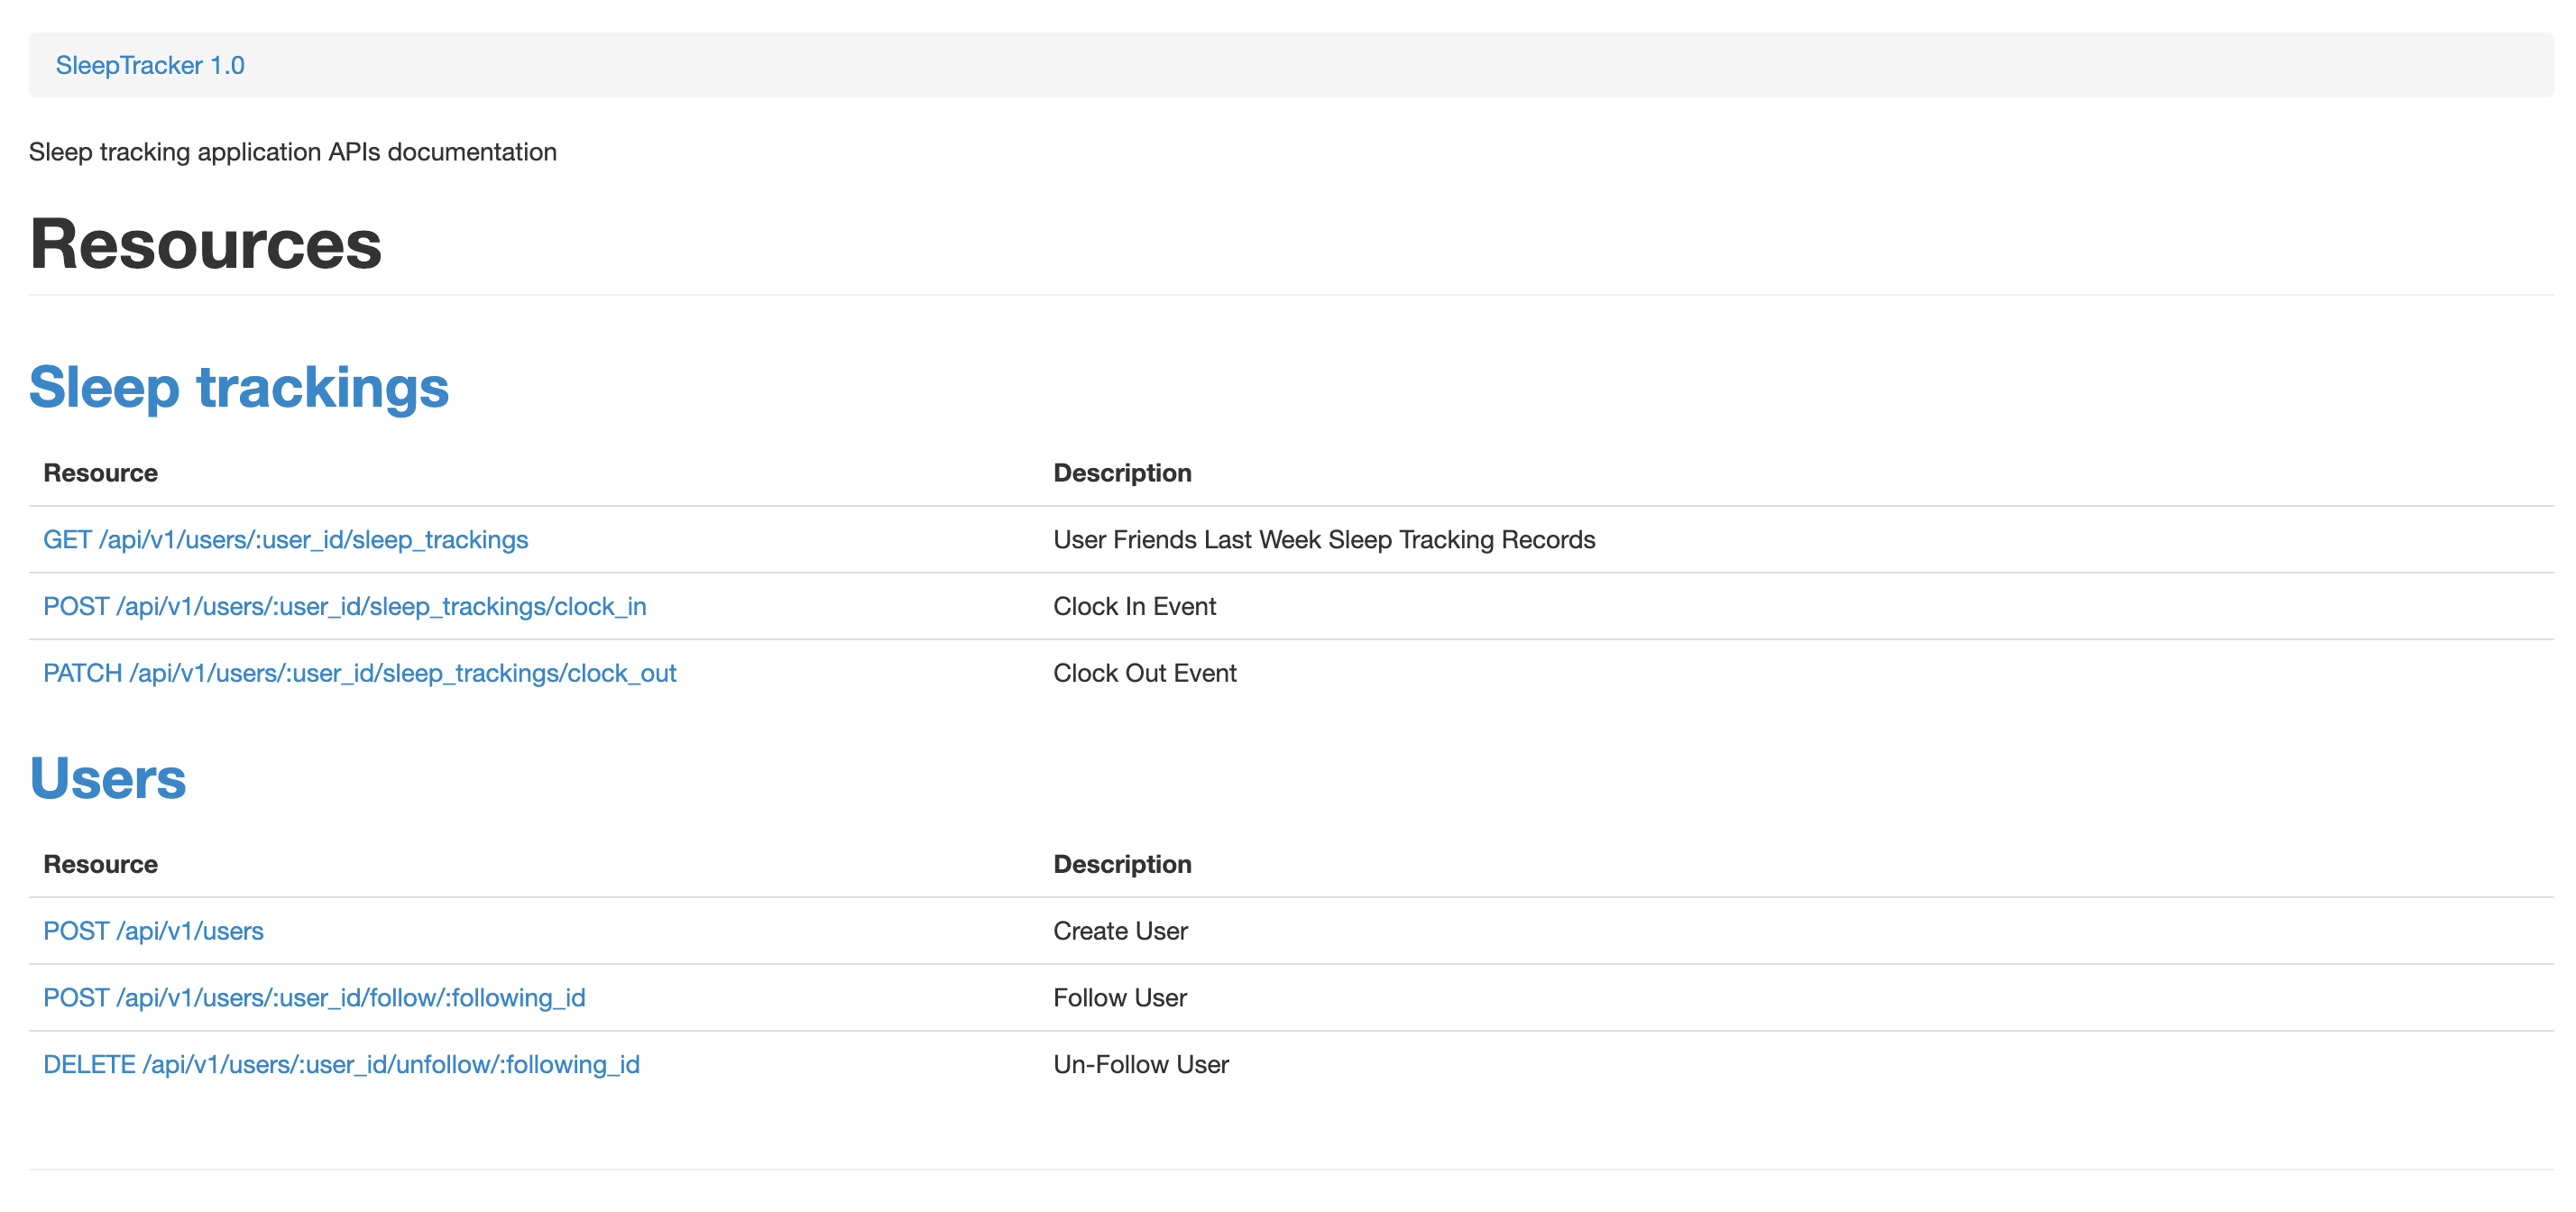 SleepTracker 1.0
Sleep tracking application APIs documentation
Resources
Sleep trackings
Resource Description
GET /api/v1/users/:user_id/sleep_trackings User Friends Last Week Sleep Tracking Records
POST /api/v1/users/:user_id/sleep_trackings/clock_in Clock In Event
PATCH /api/v1/users/:user_id/sleep_trackings/clock_out Clock Out Event
Users
Resource Description
POST /api/v1/users Create User
POST /api/v1/users/:user_id/follow/:following_id Follow User
DELETE /api/v1/users/:user_id/unfollow/:following_id Un-Follow User